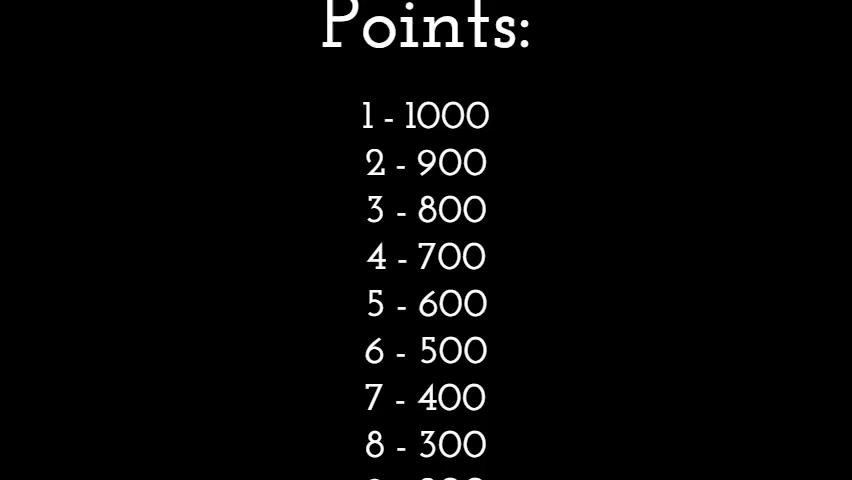 Points:
1 - 1000
2 - 900
3 - 800
4 - 700
5 - 600
6 - 500
7 - 400
8 - 300